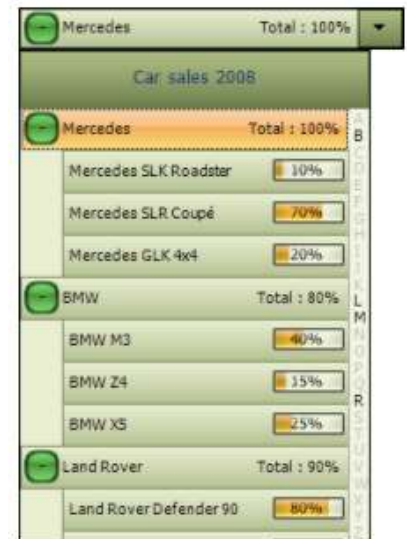 Mercedes Total : 100%
Car sales 2008
Mercedes Total : 100%
Mercedes SLK Roadster 10%
Mercedes SLR Coupé 70%
Mercedes GLK 4x4 20%
BMW Total : 80%
BMW M3 40%
BMW Z4 15%
BMW X5 25%
Land Rover Total : 90%
Land Rover Defender 90 80%
A
B
C
D
E
F
G
H
I
J
K
L
M
N
O
P
Q
R
S
T
U
V
W
X
Y
Z